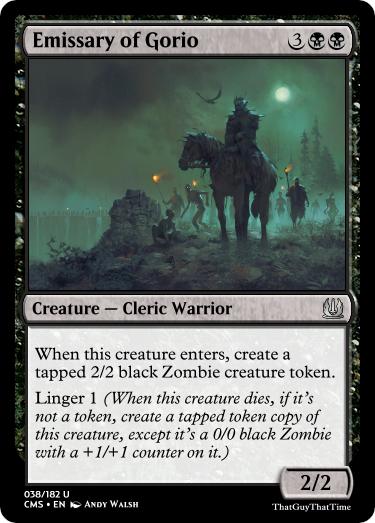 Emissary of Gorio 3
Creature — Cleric Warrior
When this creature enters, create a
tapped 2/2 black Zombie creature token.
Linger 1 (When this creature dies, if it's
not a token, create a tapped token copy of
this creature, except it's a 0/0 black Zombie
with a +1/+1 counter on it.)
2/2
038/182 U
CMS • EN Andy Walsh
ThatGuyThatTime